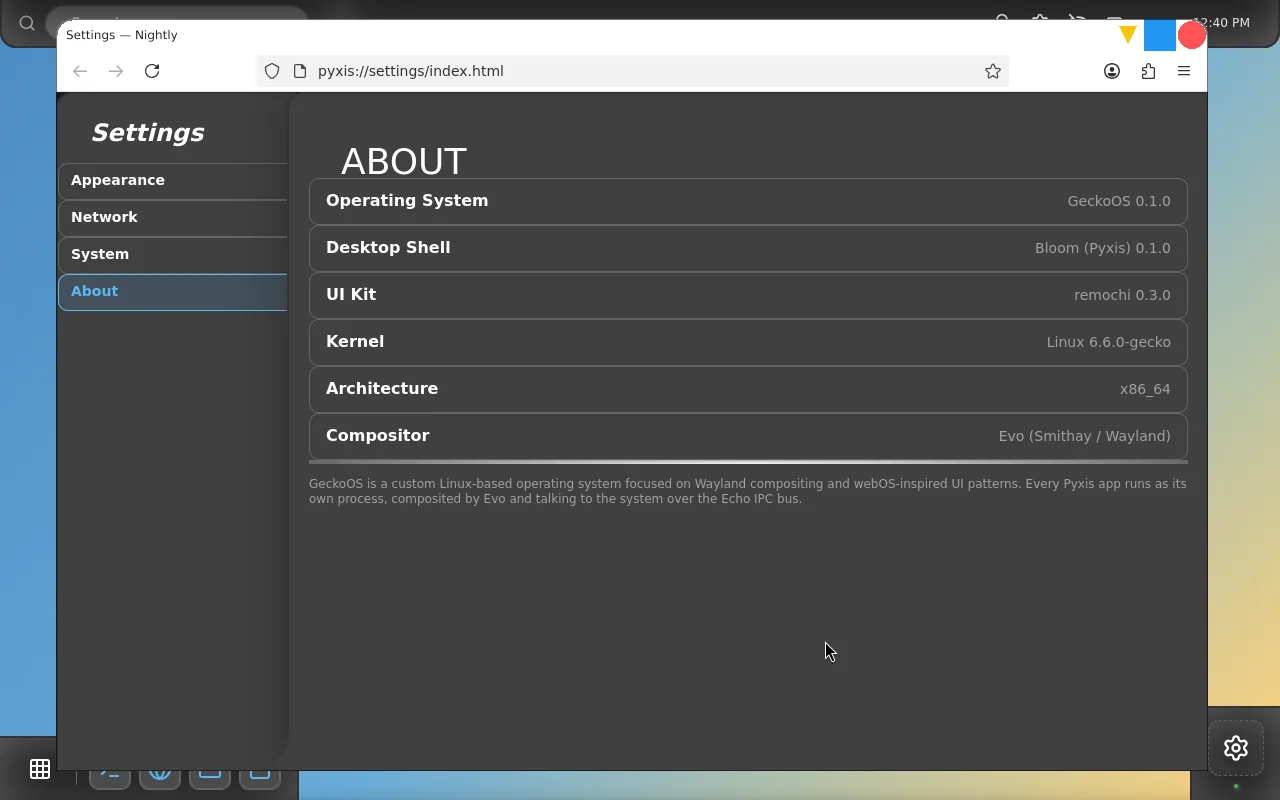 12:40 PM
Settings — Nightly
pyxis://settings/index.html
Settings
Appearance
Network
System
About
ABOUT
Operating System GeckoOS 0.1.0
Desktop Shell Bloom (Pyxis) 0.1.0
UI Kit remochi 0.3.0
Kernel Linux 6.6.0-gecko
Architecture x86_64
Compositor Evo (Smithay / Wayland)
GeckoOS is a custom Linux-based operating system focused on Wayland compositing and webOS-inspired UI patterns. Every Pyxis app runs as its
own process, composited by Evo and talking to the system over the Echo IPC bus.